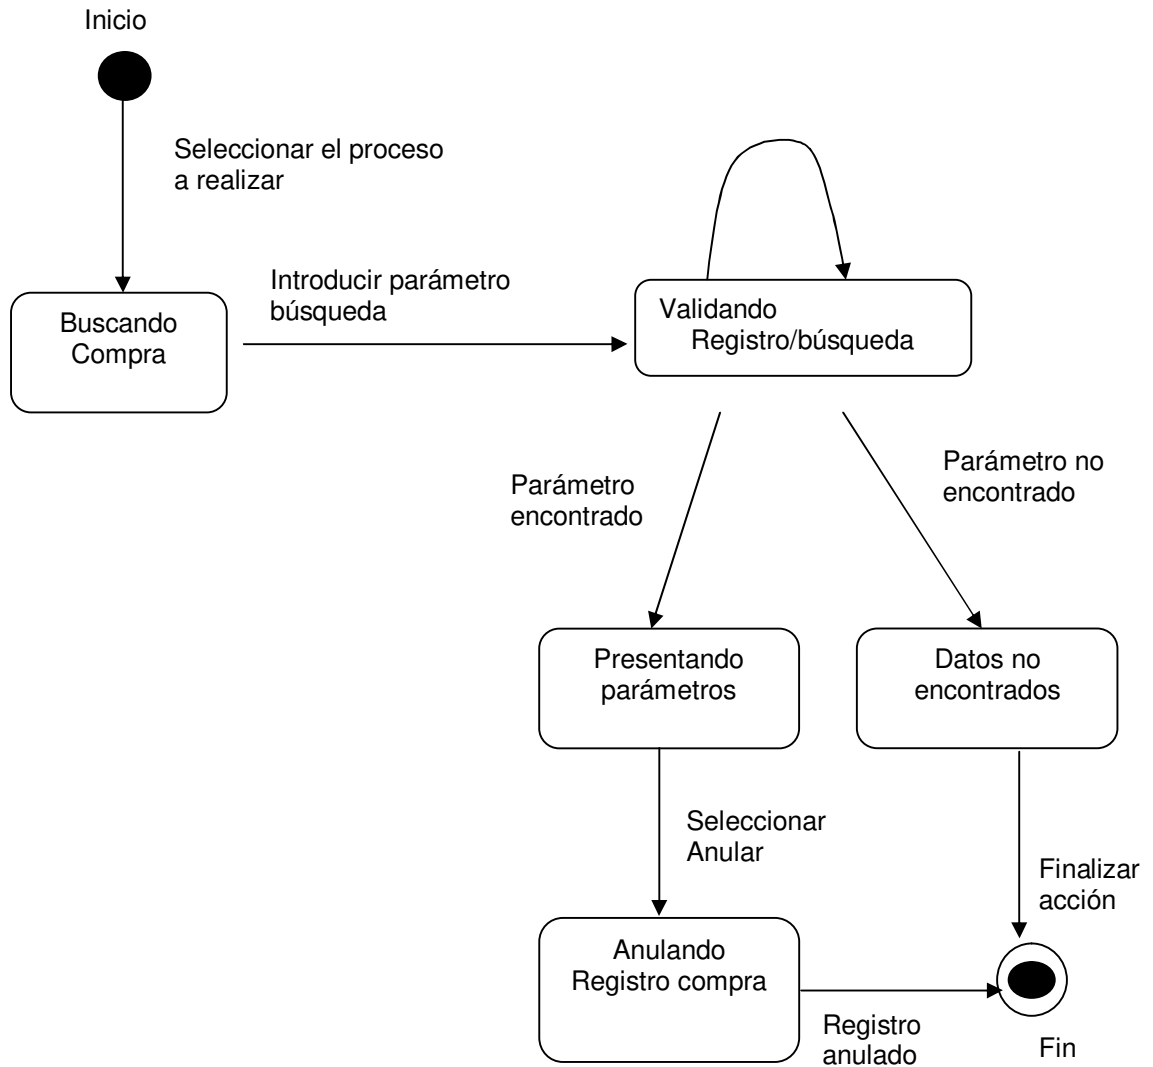 Inicio
Seleccionar el proceso
a realizar
Introducir parámetro
búsqueda
Buscando
Compra
Validando
Registro/búsqueda
Parámetro
encontrado
Parámetro no
encontrado
Presentando
parámetros
Datos no
encontrados
Seleccionar
Anular
Finalizar
acción
Anulando
Registro compra
Registro
anulado
Fin